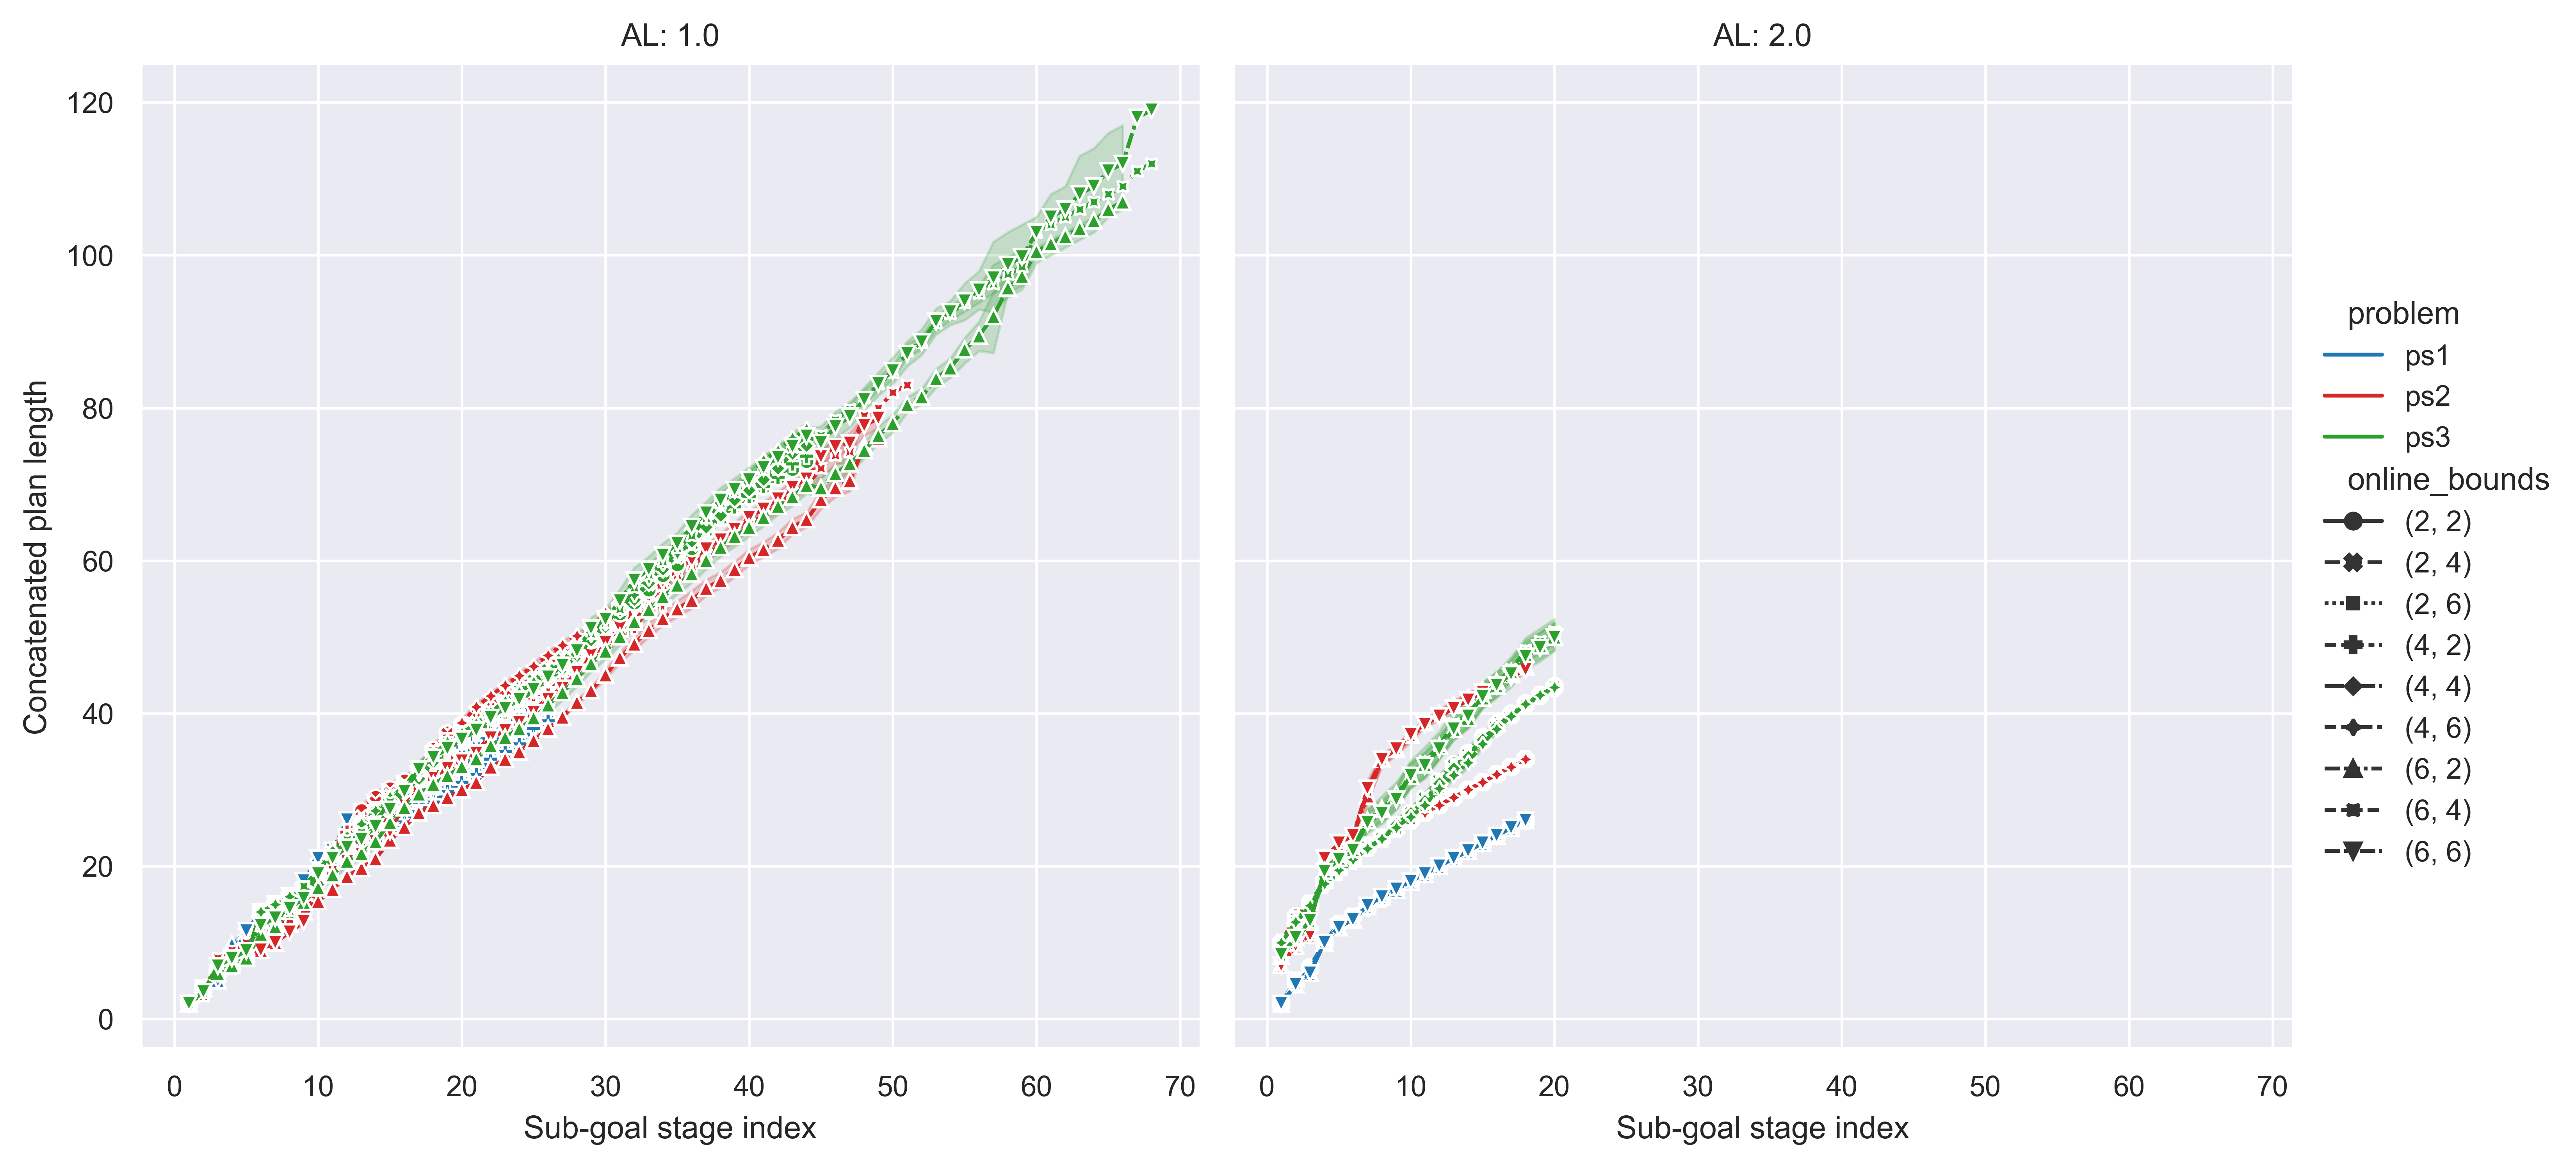 AL: 1.0
AL: 2.0
Concatenated plan length
120
100
80
60
40
20
0
0 10 20 30 40 50 60 70
0 10 20 30 40 50 60 70
Sub-goal stage index
Sub-goal stage index
problem
ps1
ps2
ps3
online_bounds
(2, 2)
(2, 4)
(2, 6)
(4, 2)
(4, 4)
(4, 6)
(6, 2)
(6, 4)
(6, 6)